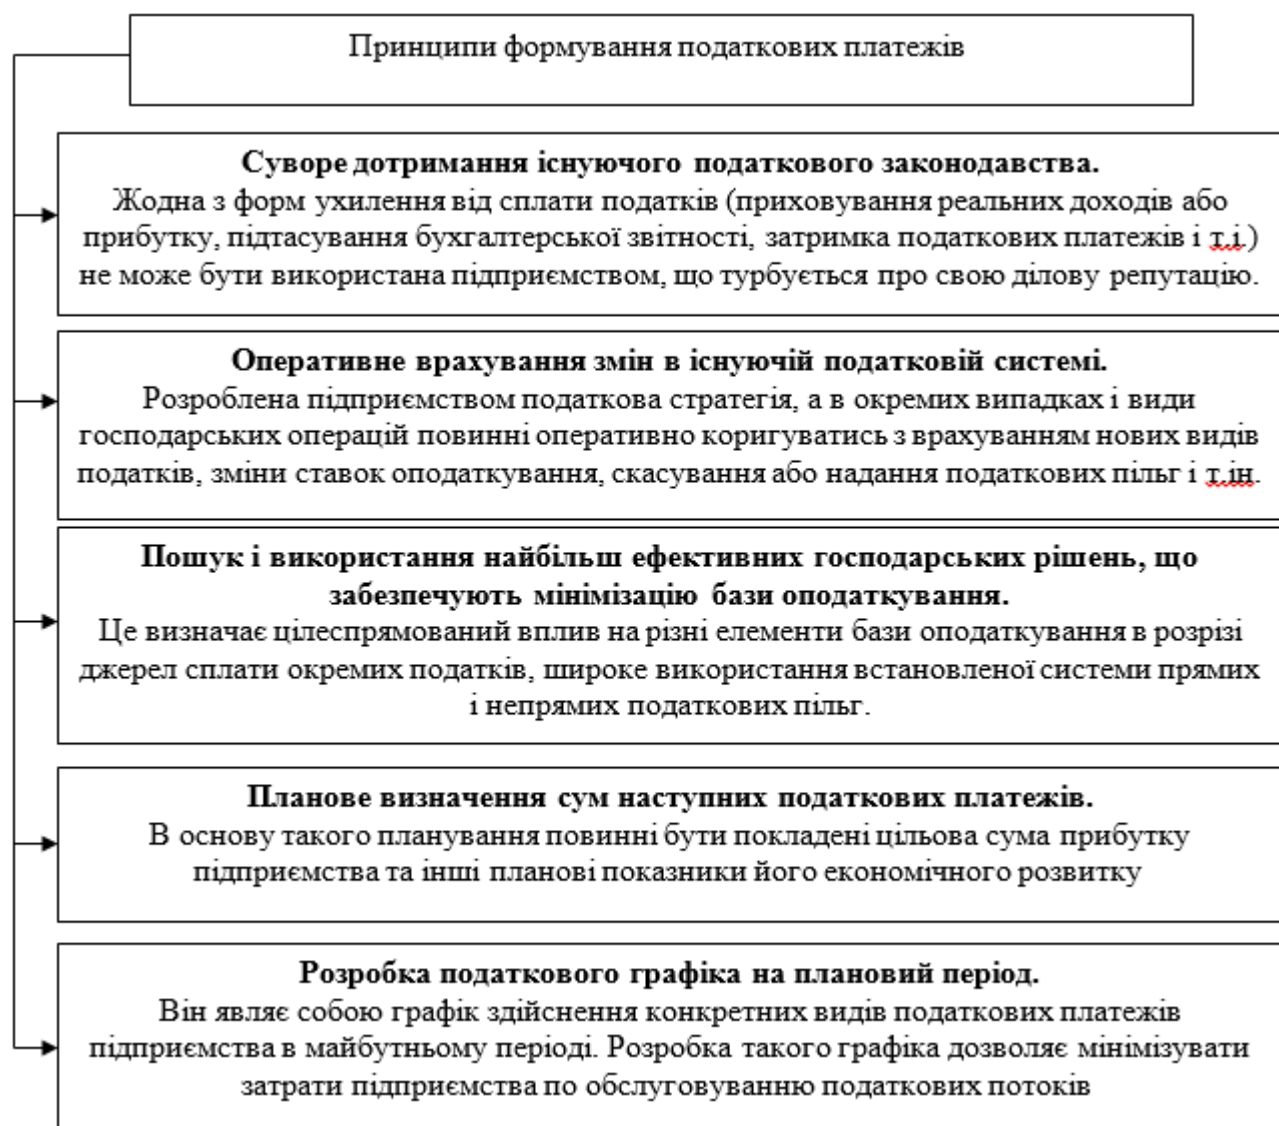 Принципи формування податкових платежів
Суворе дотримання існуючого податкового законодавства.
Жодна з форм ухилення від сплати податків (приховування реальних доходів або
прибутку, підтасування бухгалтерської звітності, затримка податкових платежів і т.і.)
не може бути використана підприємством, що турбується про свою ділову репутацію.
Оперативне врахування змін в існуючій податковій системі.
Розроблена підприємством податкова стратегія, а в окремих випадках і види
господарських операцій повинні оперативно коригуватись з врахуванням нових видів
податків, зміни ставок оподаткування, скасування або надання податкових пільг і т.ін.
Пошук і використання найбільш ефективних господарських рішень, що
забезпечують мінімізацію бази оподаткування.
Це визначає цілеспрямований вплив на різні елементи бази оподаткування в розрізі
джерел сплати окремих податків, широке використання встановленої системи прямих
і непрямих податкових пільг.
Планове визначення сум наступних податкових платежів.
В основу такого планування повинні бути покладені цільова сума прибутку
підприємства та інші планові показники його економічного розвитку
Розробка податкового графіка на плановий період.
Він являє собою графік здійснення конкретних видів податкових платежів
підприємства в майбутньому періоді. Розробка такого графіка дозволяє мінімізувати
затрати підприємства по обслуговуванню податкових потоків